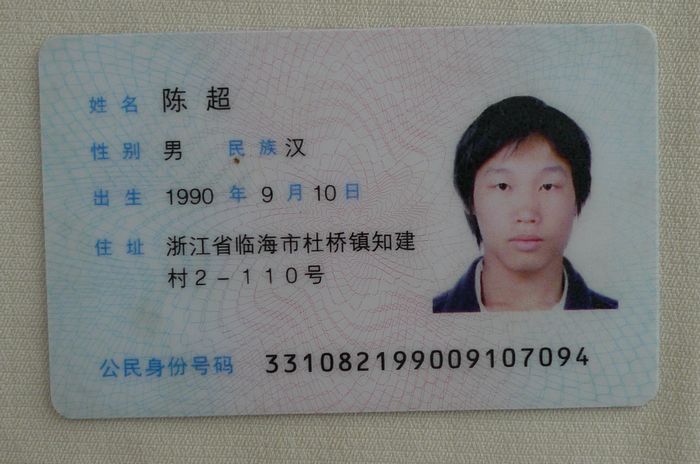 姓名 陈超
性别 男 民族 汉
出生 1990 年 9 月 10 日
住址 浙江省临海市杜桥镇知建
村2-110号
公民身份号码 331082199009107094